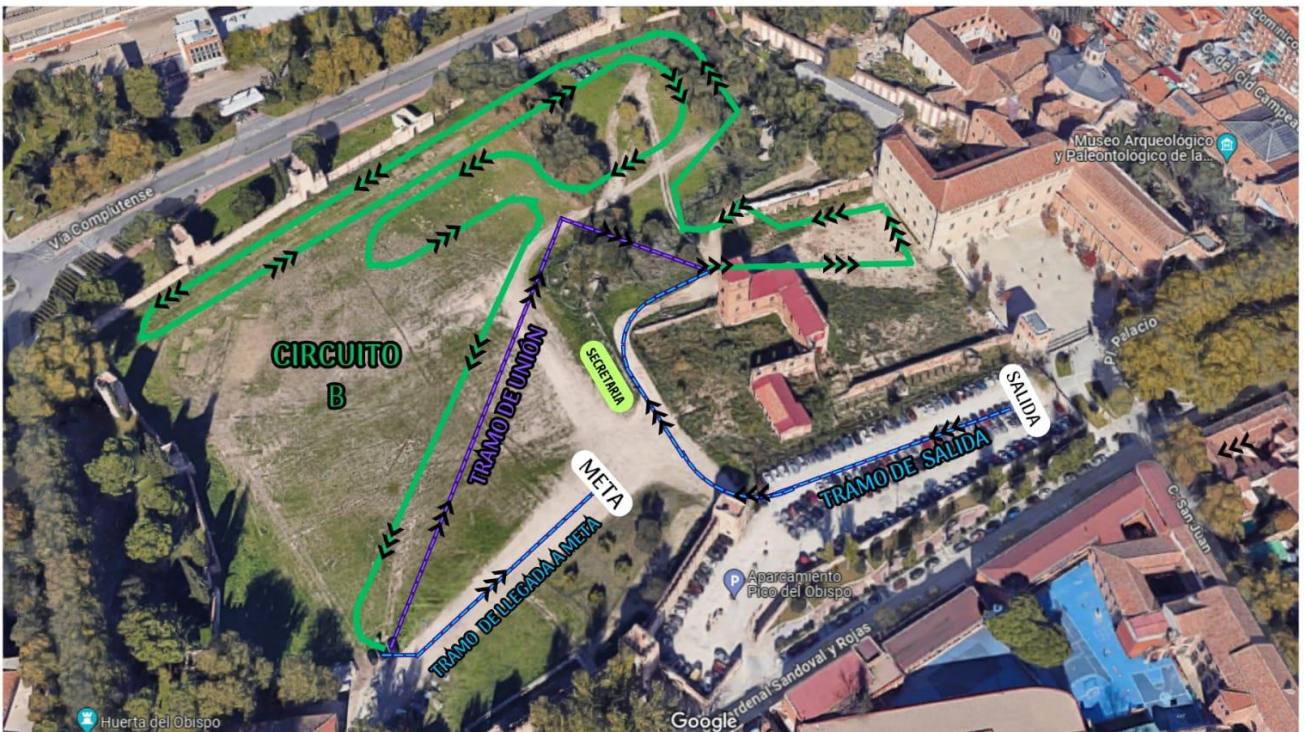 Dominico
C. del Cid Campea
Museo Arqueológico
y Paleontológico de la...
Vía Complutense
Pl. Palacio
CIRCUITO
B
TRAMO DE UNIÓN
SECRETARIA
SALIDA
TRAMO DE SALIDA
META
TRAMO DE LLEGADA A META
C. San Juan
Aparcamiento
Pico del Obispo
ardenal Sandoval y Rojas
Huerta del Obispo
Google